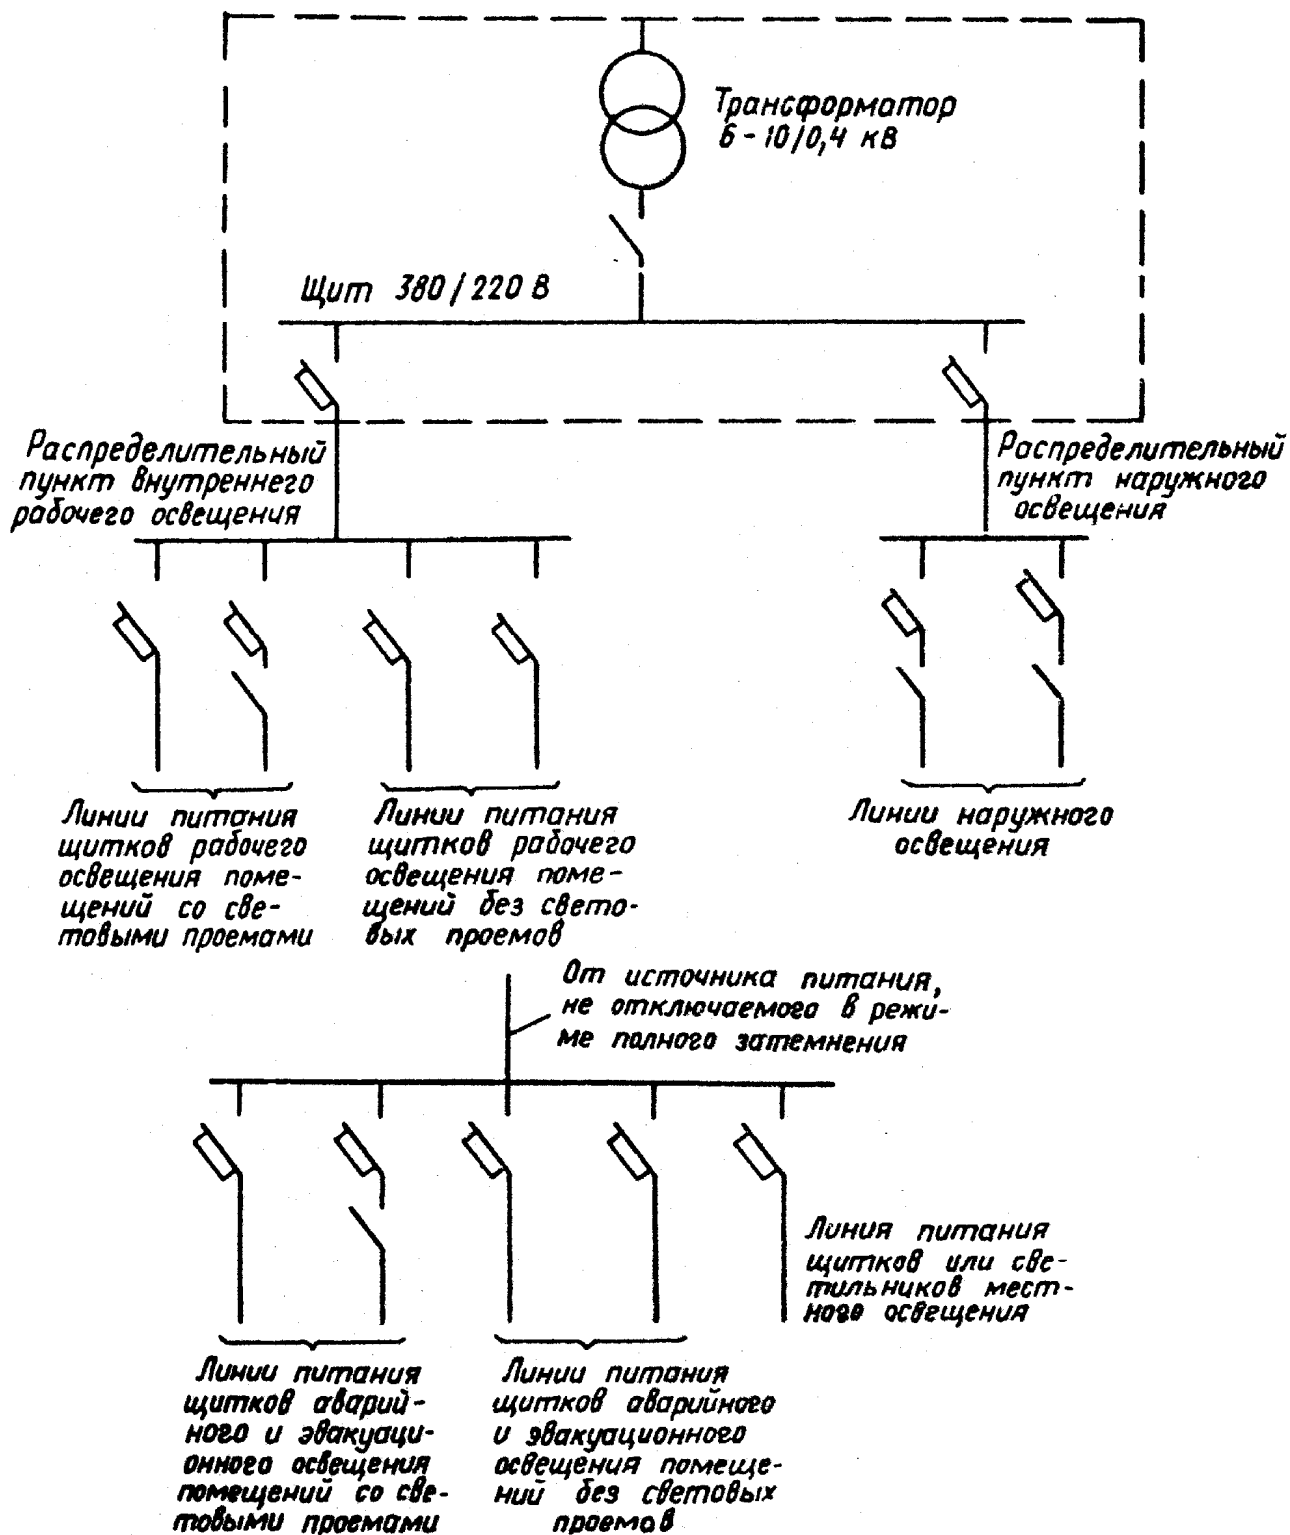 Трансформатор
6-10/0,4 кВ
Щит 380/220 В
Распределительный
пункт внутреннего
рабочего освещения
Распределительный
пункт наружного
освещения
Линии питания
щитков рабочего
освещения поме-
щений со све-
товыми проемами
Линии питания
щитков рабочего
освещения поме-
щений без свето-
вых проемов
Линии наружного
освещения
От источника питания,
не отключаемого в режи-
ме полного затемнения
Линия питания
щитков или све-
тильников мест-
ного освещения
Линии питания
щитков аварий-
ного и эвакуаци-
онного освещения
помещений со све-
товыми проемами
Линии питания
щитков аварийного
и эвакуационного
освещения помеще-
ний без световых
проемов